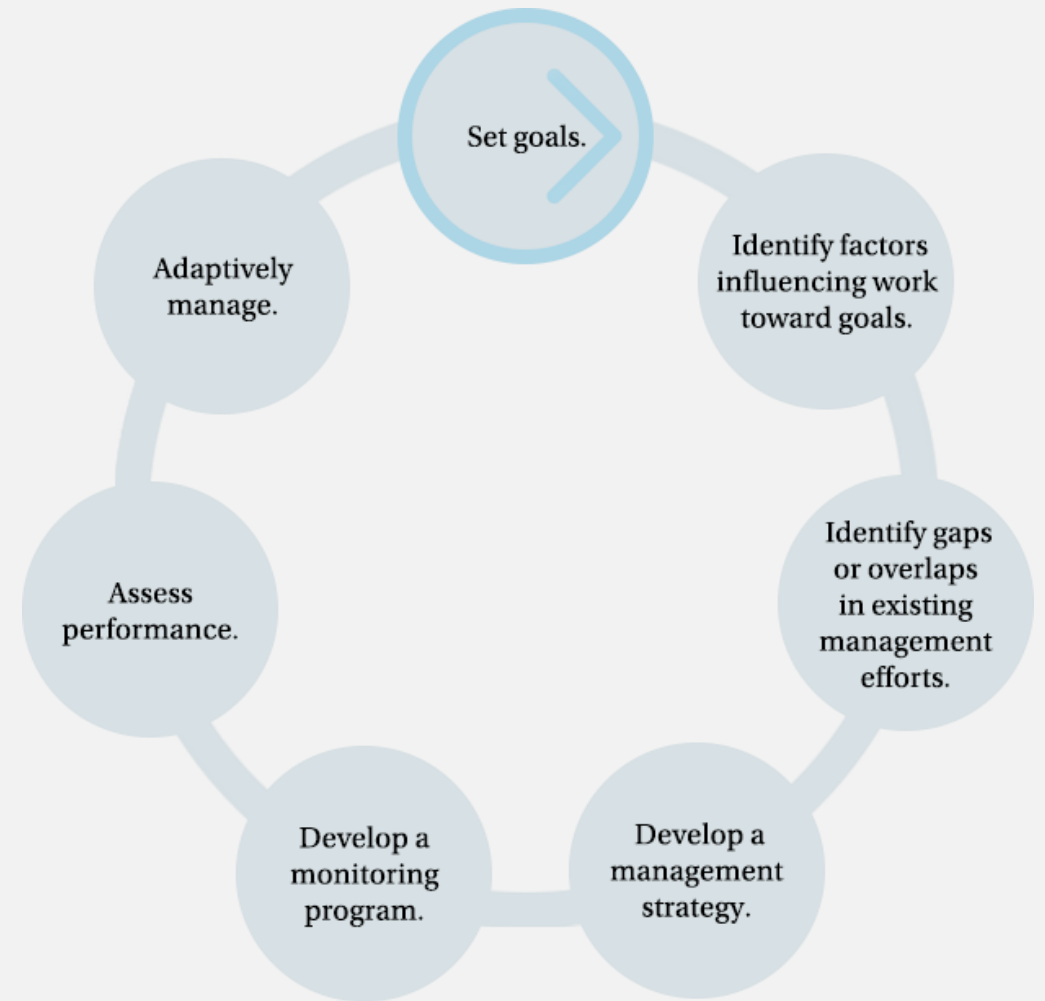 Set goals.
Identify factors
influencing work
toward goals.
Identify gaps
or overlaps
in existing
management
efforts.
Develop a
management
strategy.
Develop a
monitoring
program.
Assess
performance.
Adaptively
manage.